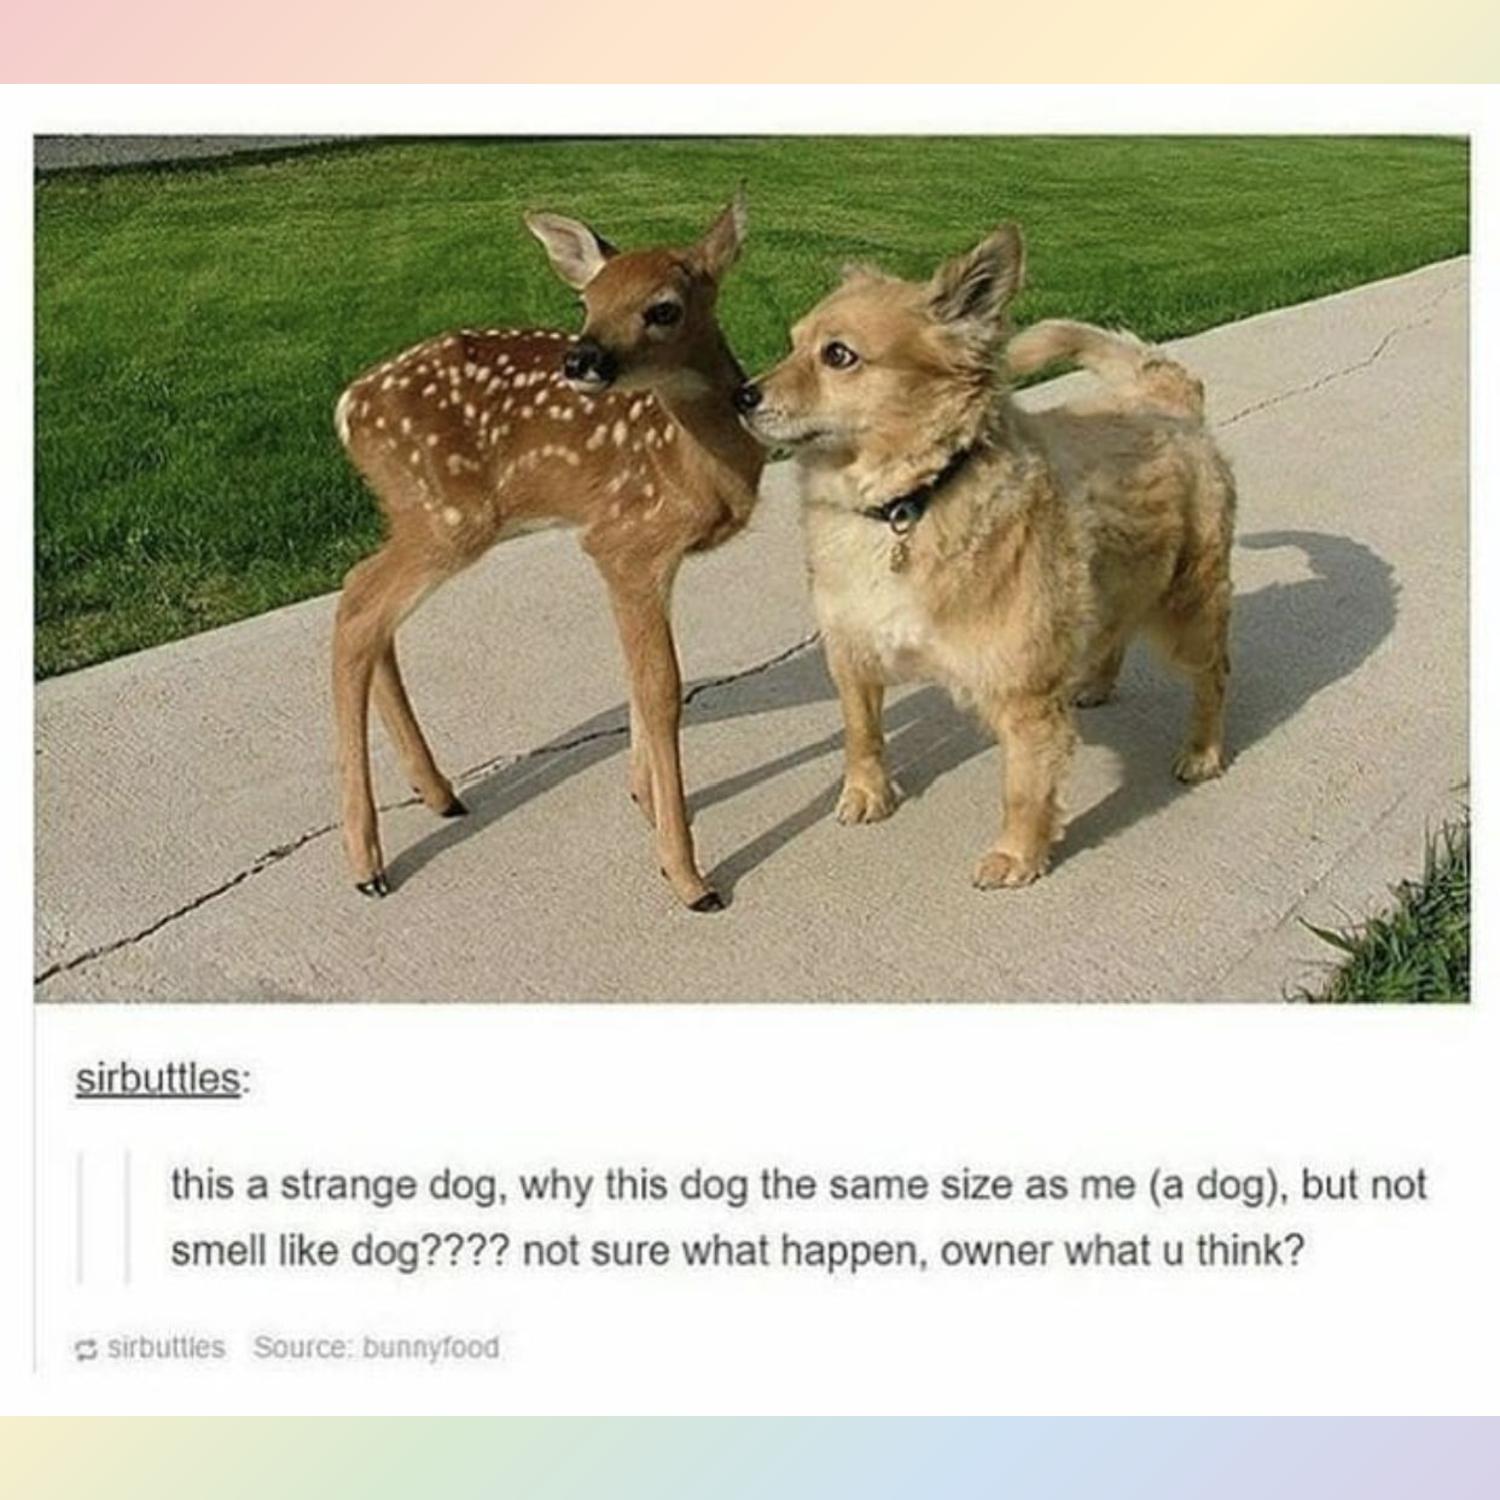 sirbuttles:
this a strange dog, why this dog the same size as me (a dog), but not
smell like dog???? not sure what happen, owner what u think?
sirbuttles Source: bunnyfood